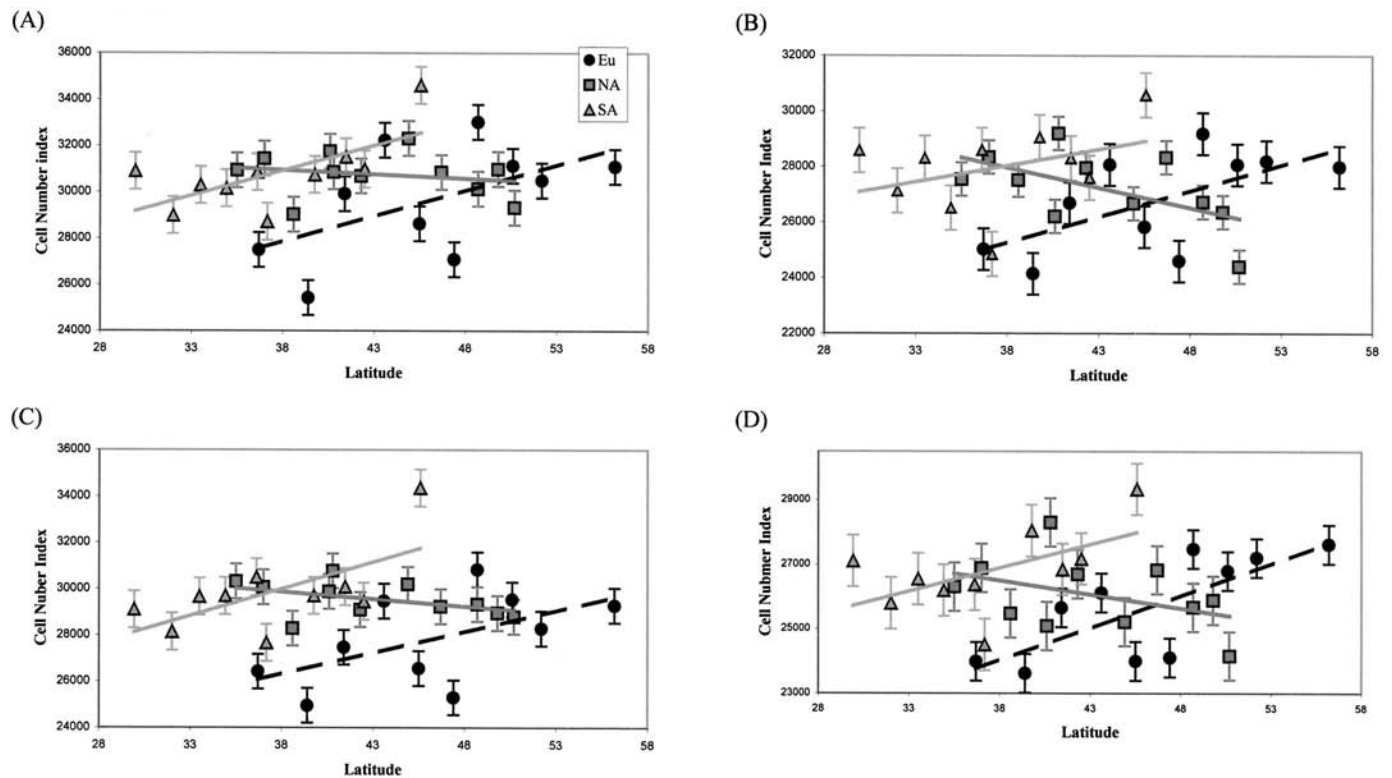 (A)
36000
34000
32000
30000
28000
26000
24000
28 33 38 43 48 53 58
Cell Number index
Latitude
Eu
NA
SA
(B)
32000
30000
28000
26000
24000
22000
28 33 38 43 48 53 58
Cell Number Index
Latitude
(C)
36000
34000
32000
30000
28000
26000
24000
28 33 38 43 48 53 58
Cell Nuber Index
Latitude
(D)
29000
27000
25000
23000
28 33 38 43 48 53 58
Cell Nubmer Index
Latitude